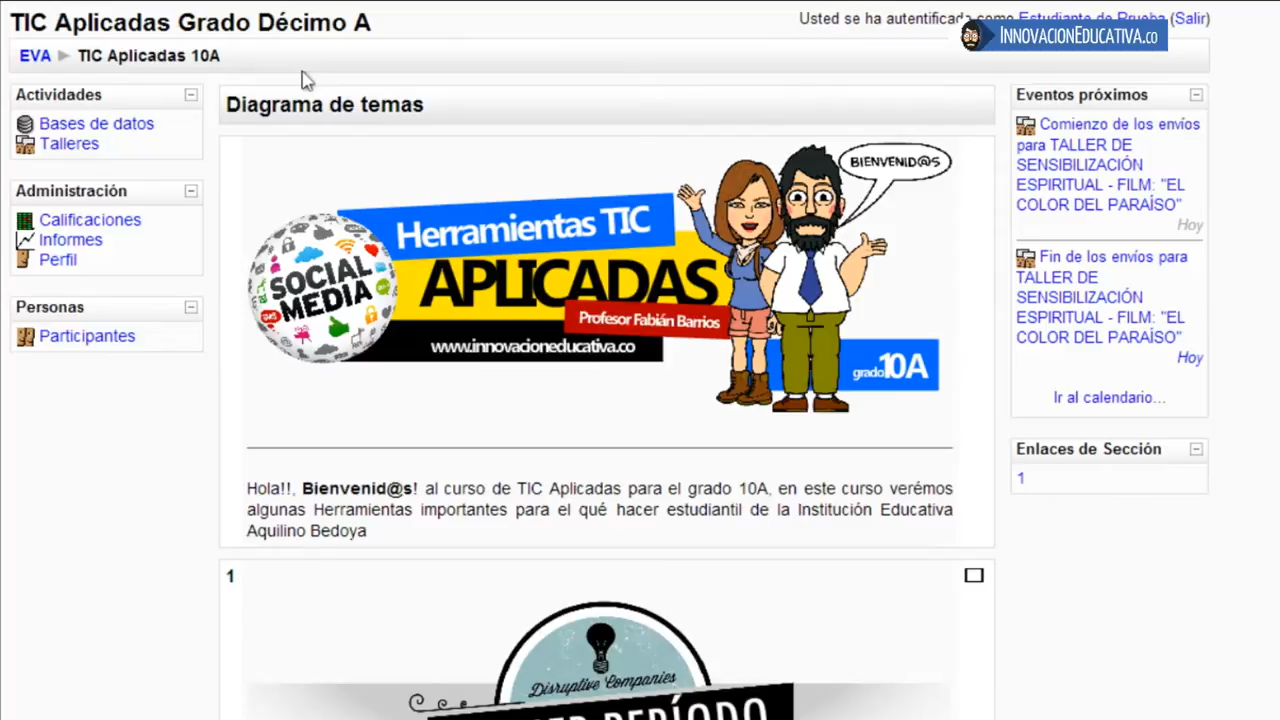 TIC Aplicadas Grado Décimo A
Usted se ha autentificado como Estudiante de Prueba (Salir)
INNOVACIONEDUCATIVA.CO
EVA ► TIC Aplicadas 10A
Actividades
Bases de datos
Talleres
Administración
Calificaciones
Informes
Perfil
Personas
Participantes
Diagrama de temas
BIENVENID@S
SOCIAL MEDIA
Herramientas TIC
APLICADAS
Profesor Fabián Barrios
www.innovacioneducativa.co
grado 10A
Hola!!, Bienvenid@s! al curso de TIC Aplicadas para el grado 10A, en este curso verémos
algunas Herramientas importantes para el qué hacer estudiantil de la Institución Educativa
Aquilino Bedoya
1
Disruptive Companies
PERÍODO
Eventos próximos
Comienzo de los envíos
para TALLER DE
SENSIBILIZACIÓN
ESPIRITUAL - FILM: "EL
COLOR DEL PARAÍSO"
Hoy
Fin de los envíos para
TALLER DE
SENSIBILIZACIÓN
ESPIRITUAL - FILM: "EL
COLOR DEL PARAÍSO"
Hoy
Ir al calendario...
Enlaces de Sección
1